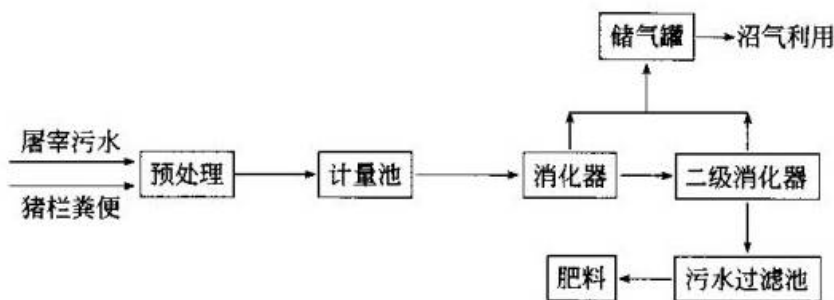 储气罐
沼气利用
屠宰污水
猪栏粪便
预处理
计量池
消化器
二级消化器
肥料
污水过滤池